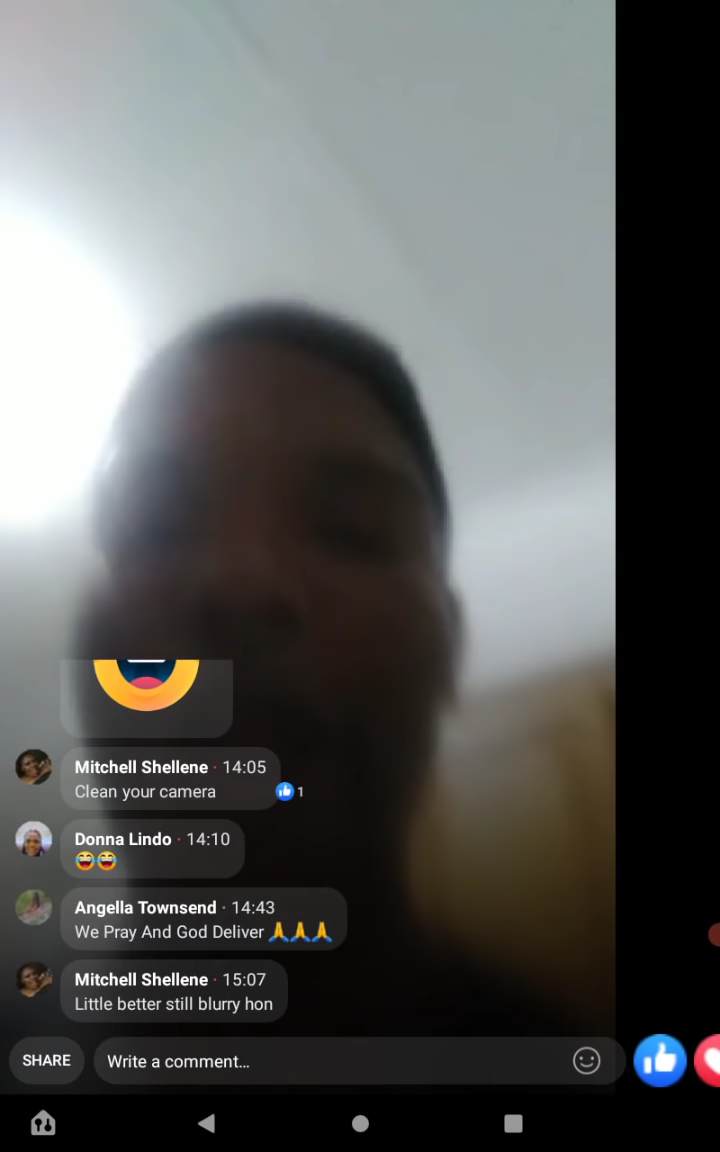 Mitchell Shellene · 14:05
Clean your camera
1
Donna Lindo · 14:10
😂😂
Angella Townsend · 14:43
We Pray And God Deliver 🙏🙏🙏
Mitchell Shellene · 15:07
Little better still blurry hon
SHARE
Write a comment...